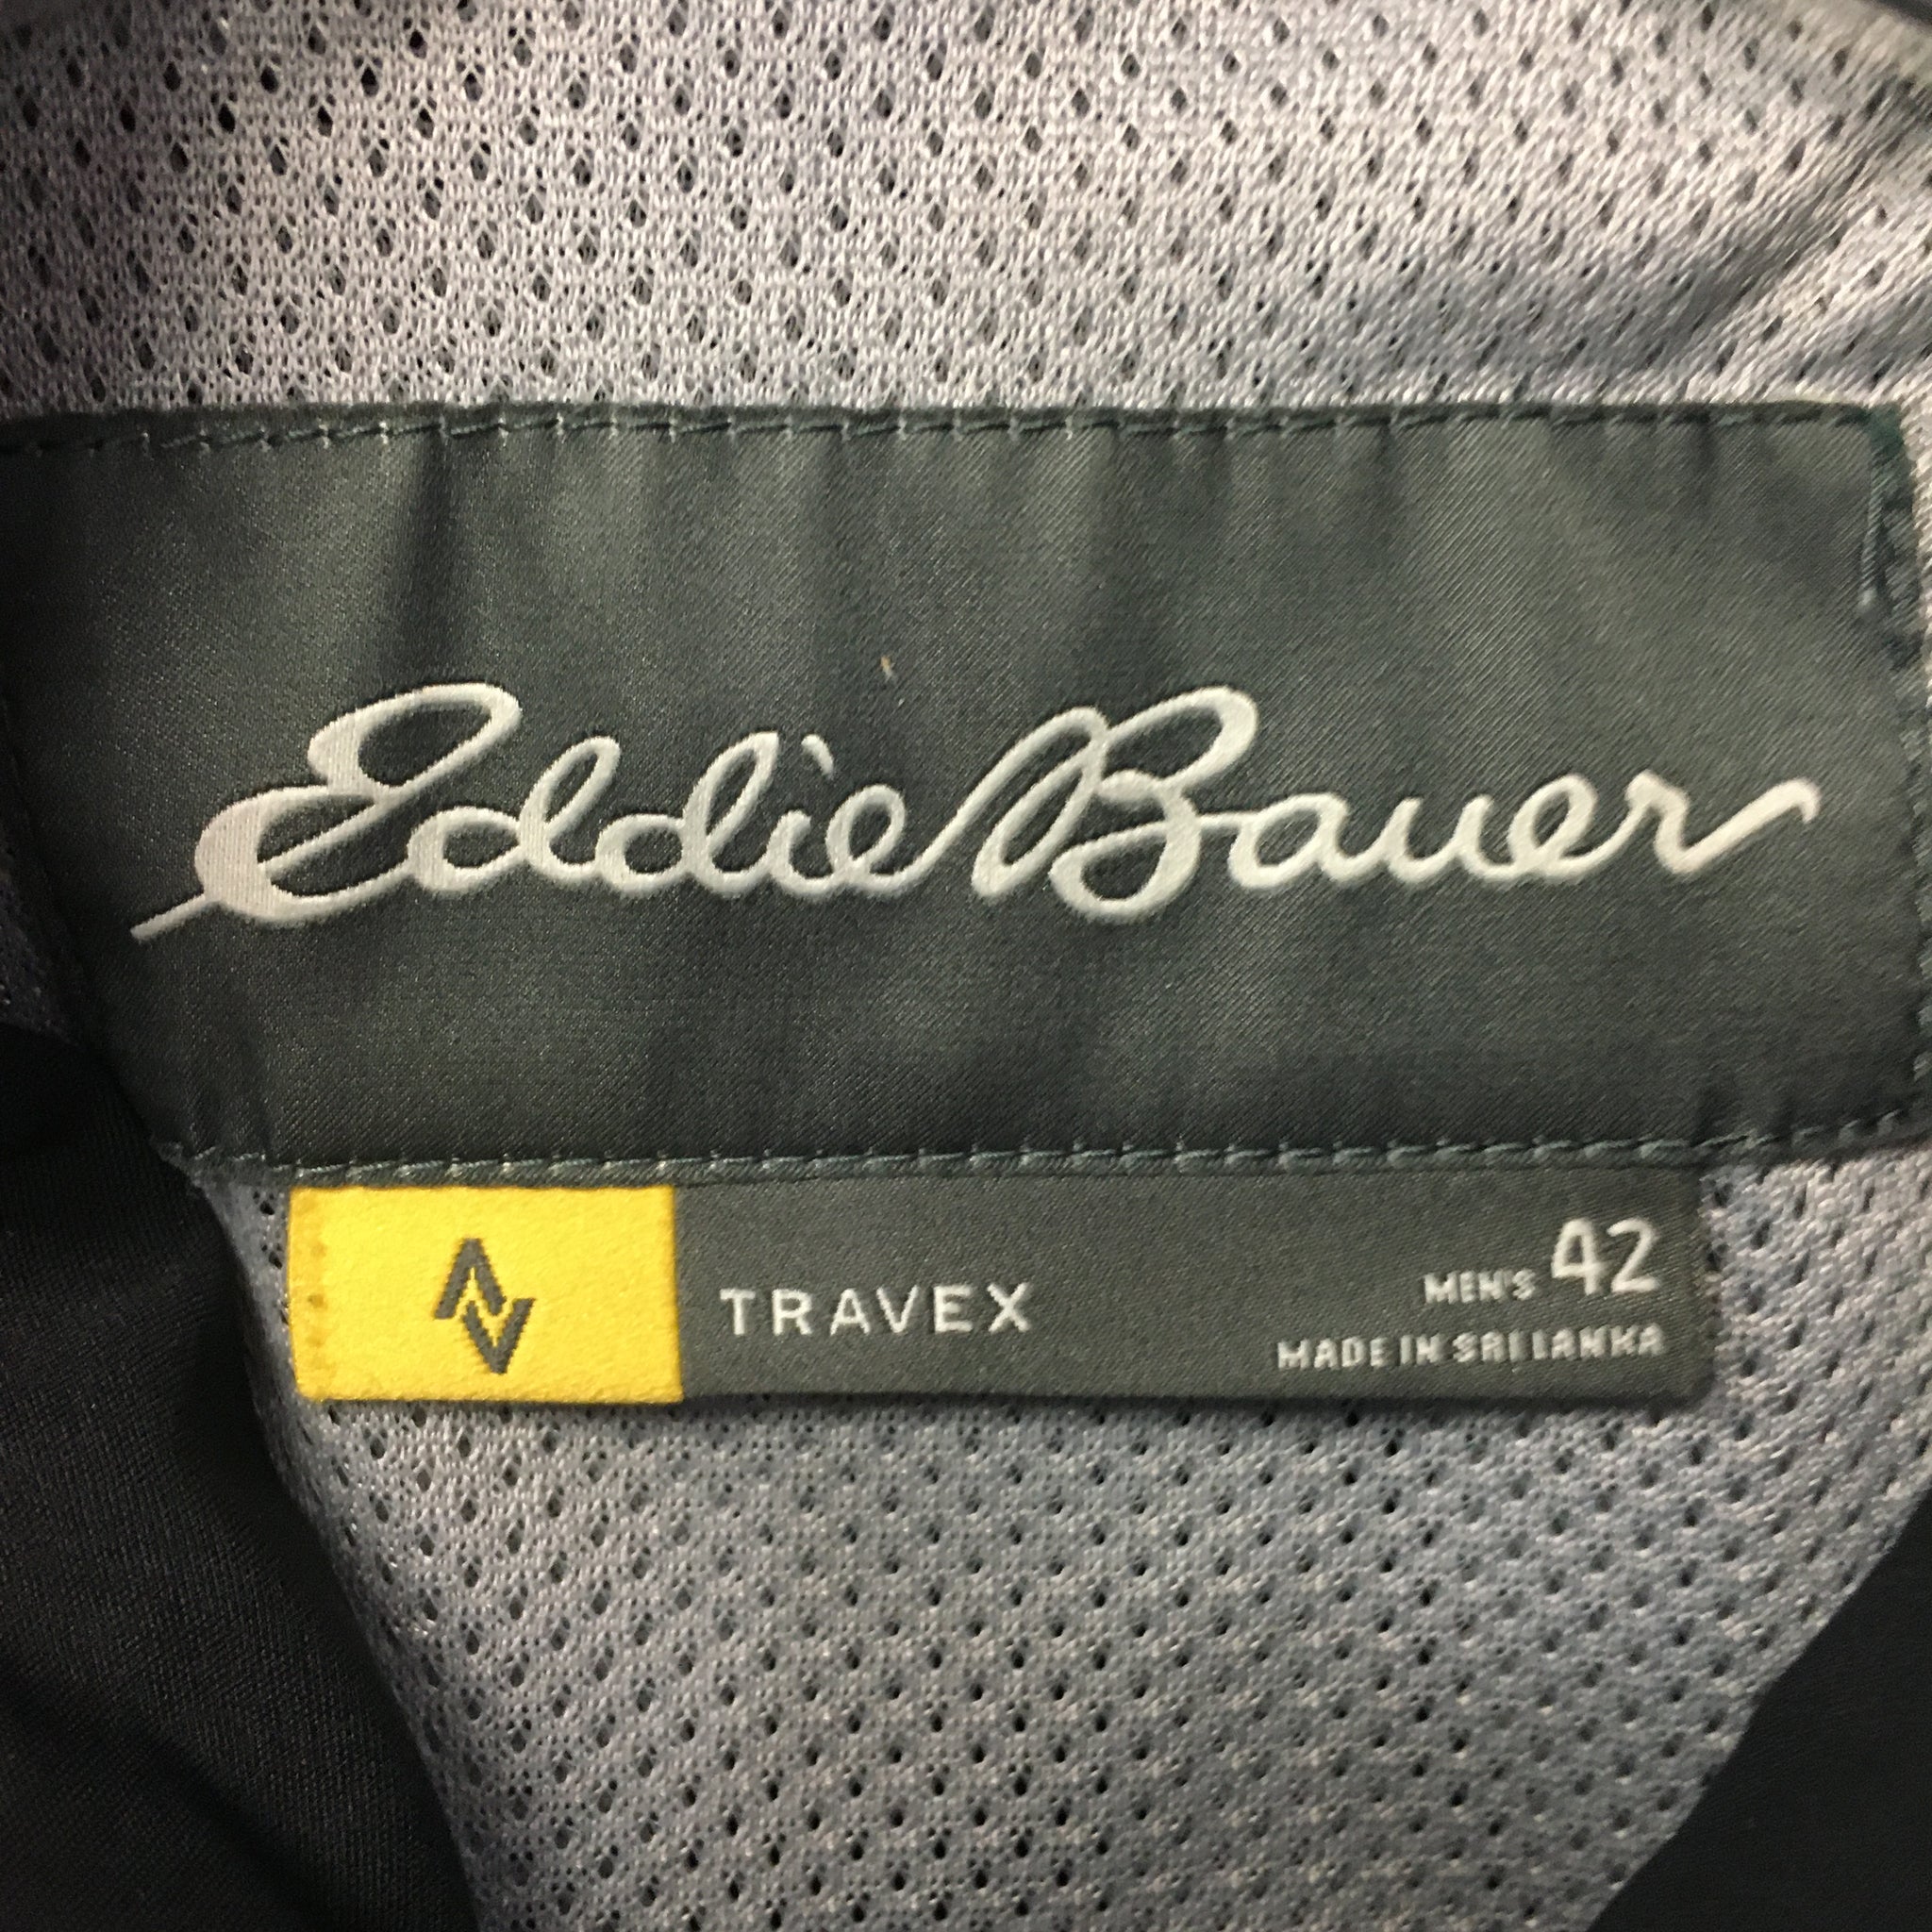 Eddie Bauer
TRAVEX
MEN'S 42
MADE IN SRI LANKA